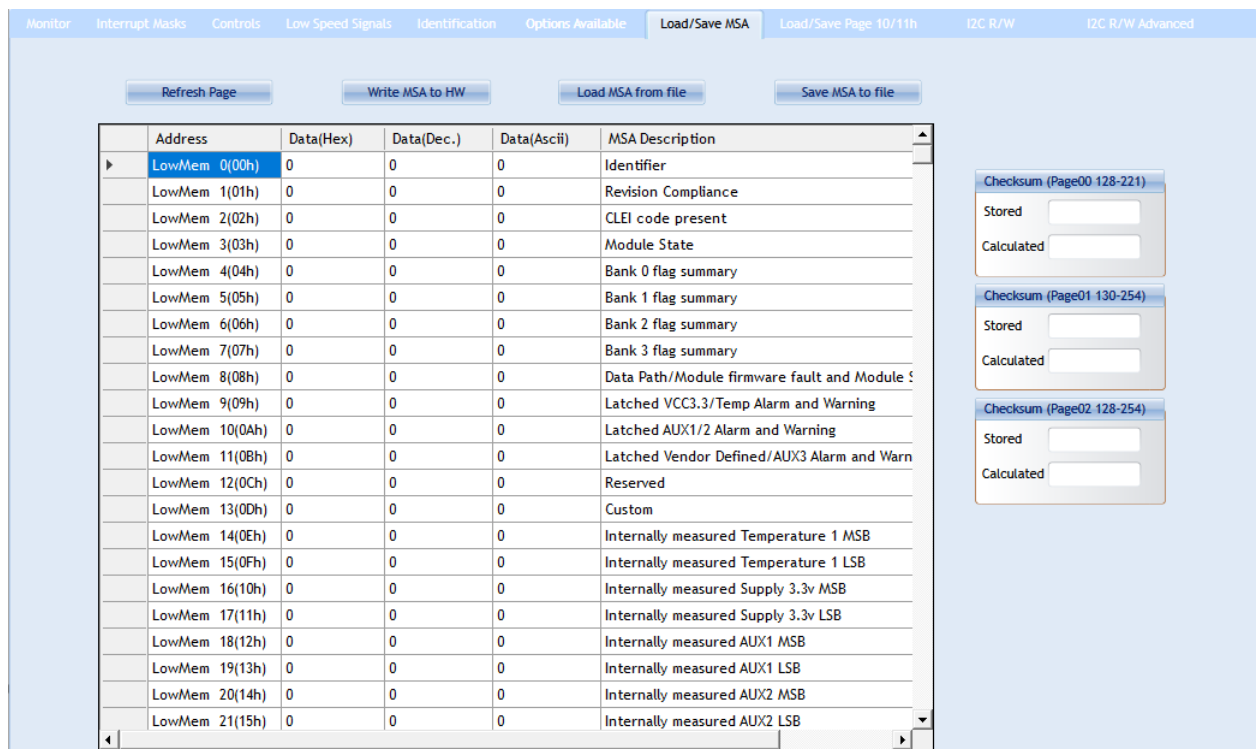 Monitor Interrupt Masks Controls Low Speed Signals Identification Options Available Load/Save MSA Load/Save Page 10/11h I2C R/W I2C R/W Advanced
Refresh Page Write MSA to HW Load MSA from file Save MSA to file
Address Data(Hex) Data(Dec.) Data(Ascii) MSA Description
LowMem 0(00h) 0 0 0 Identifier
LowMem 1(01h) 0 0 0 Revision Compliance
LowMem 2(02h) 0 0 0 CLEI code present
LowMem 3(03h) 0 0 0 Module State
LowMem 4(04h) 0 0 0 Bank 0 flag summary
LowMem 5(05h) 0 0 0 Bank 1 flag summary
LowMem 6(06h) 0 0 0 Bank 2 flag summary
LowMem 7(07h) 0 0 0 Bank 3 flag summary
LowMem 8(08h) 0 0 0 Data Path/Module firmware fault and Module S
LowMem 9(09h) 0 0 0 Latched VCC3.3/Temp Alarm and Warning
LowMem 10(0Ah) 0 0 0 Latched AUX1/2 Alarm and Warning
LowMem 11(0Bh) 0 0 0 Latched Vendor Defined/AUX3 Alarm and Warn
LowMem 12(0Ch) 0 0 0 Reserved
LowMem 13(0Dh) 0 0 0 Custom
LowMem 14(0Eh) 0 0 0 Internally measured Temperature 1 MSB
LowMem 15(0Fh) 0 0 0 Internally measured Temperature 1 LSB
LowMem 16(10h) 0 0 0 Internally measured Supply 3.3v MSB
LowMem 17(11h) 0 0 0 Internally measured Supply 3.3v LSB
LowMem 18(12h) 0 0 0 Internally measured AUX1 MSB
LowMem 19(13h) 0 0 0 Internally measured AUX1 LSB
LowMem 20(14h) 0 0 0 Internally measured AUX2 MSB
LowMem 21(15h) 0 0 0 Internally measured AUX2 LSB
Checksum (Page00 128-221)
Stored
Calculated
Checksum (Page01 130-254)
Stored
Calculated
Checksum (Page02 128-254)
Stored
Calculated